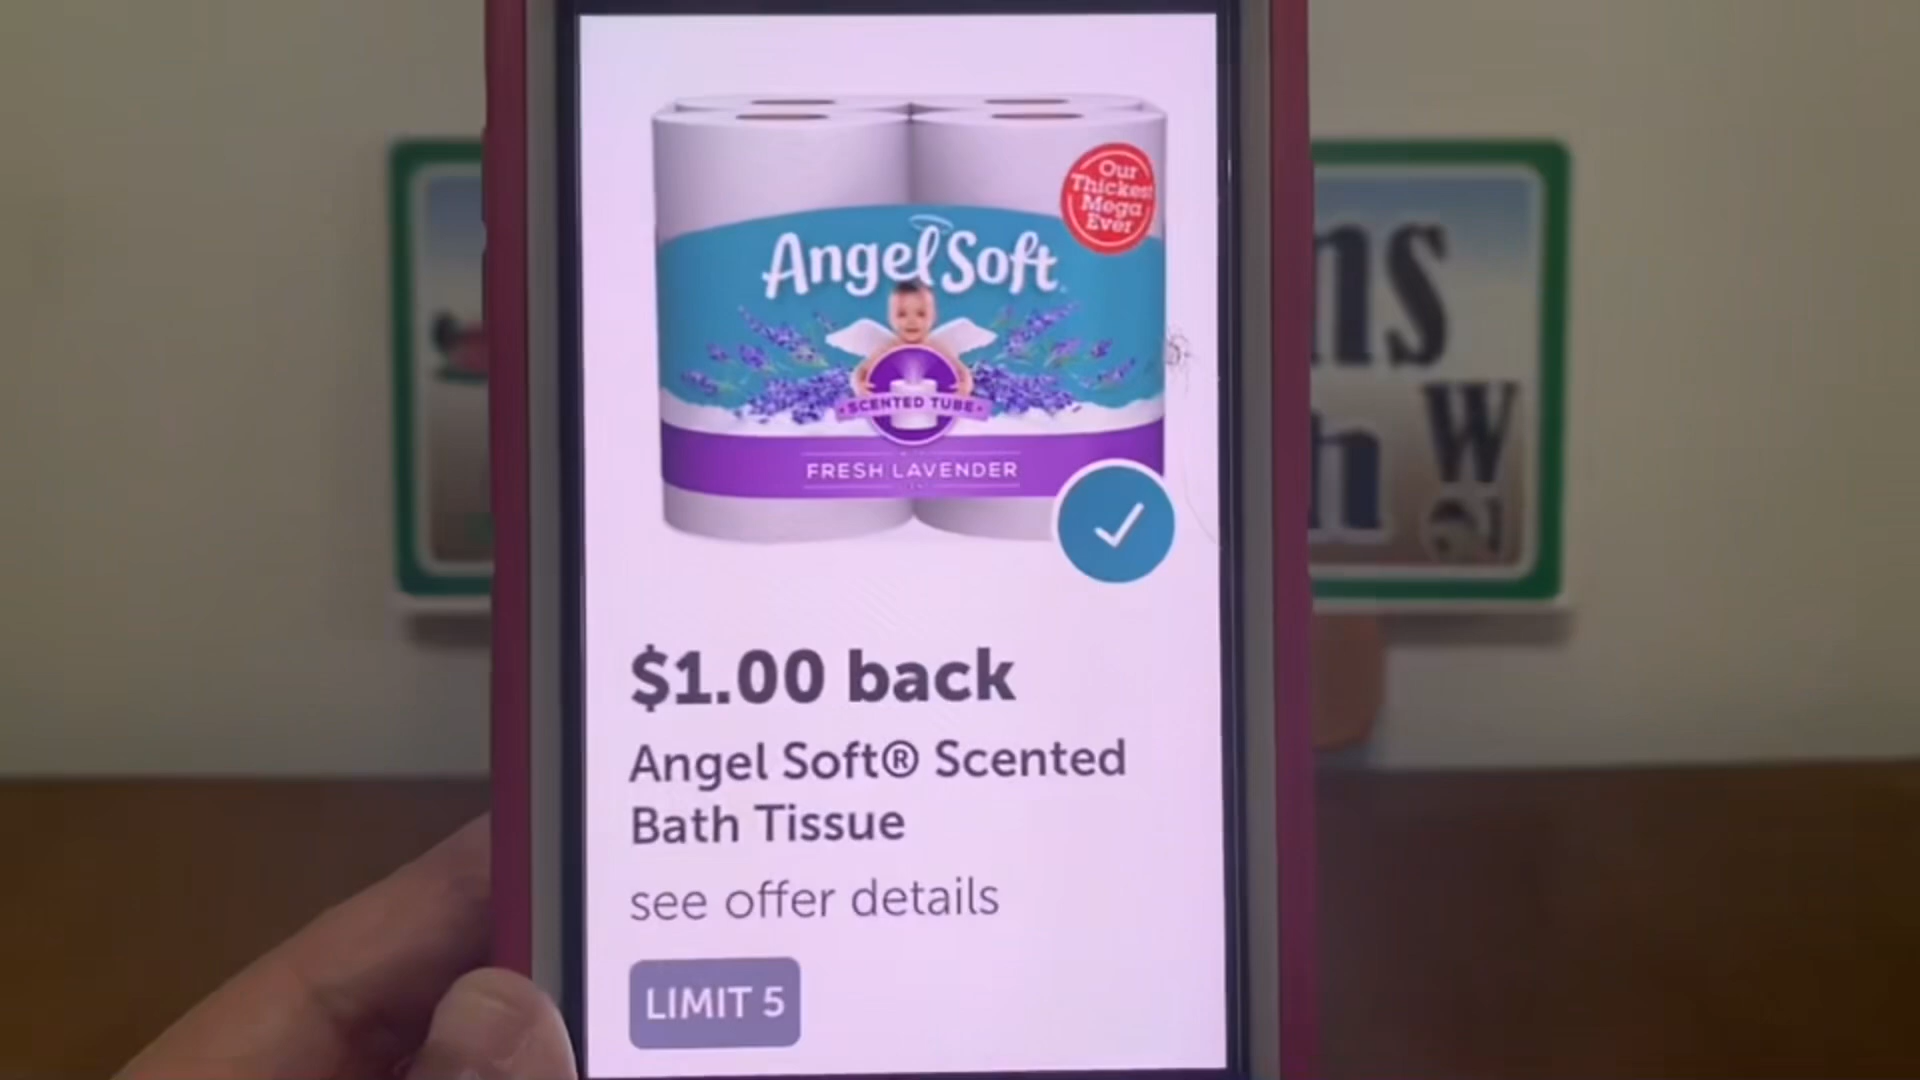 Our
Thickest
Mega
Ever
Angel Soft
SCENTED TUBE
FRESH LAVENDER
$1.00 back
Angel Soft® Scented
Bath Tissue
see offer details
LIMIT 5
ns
W